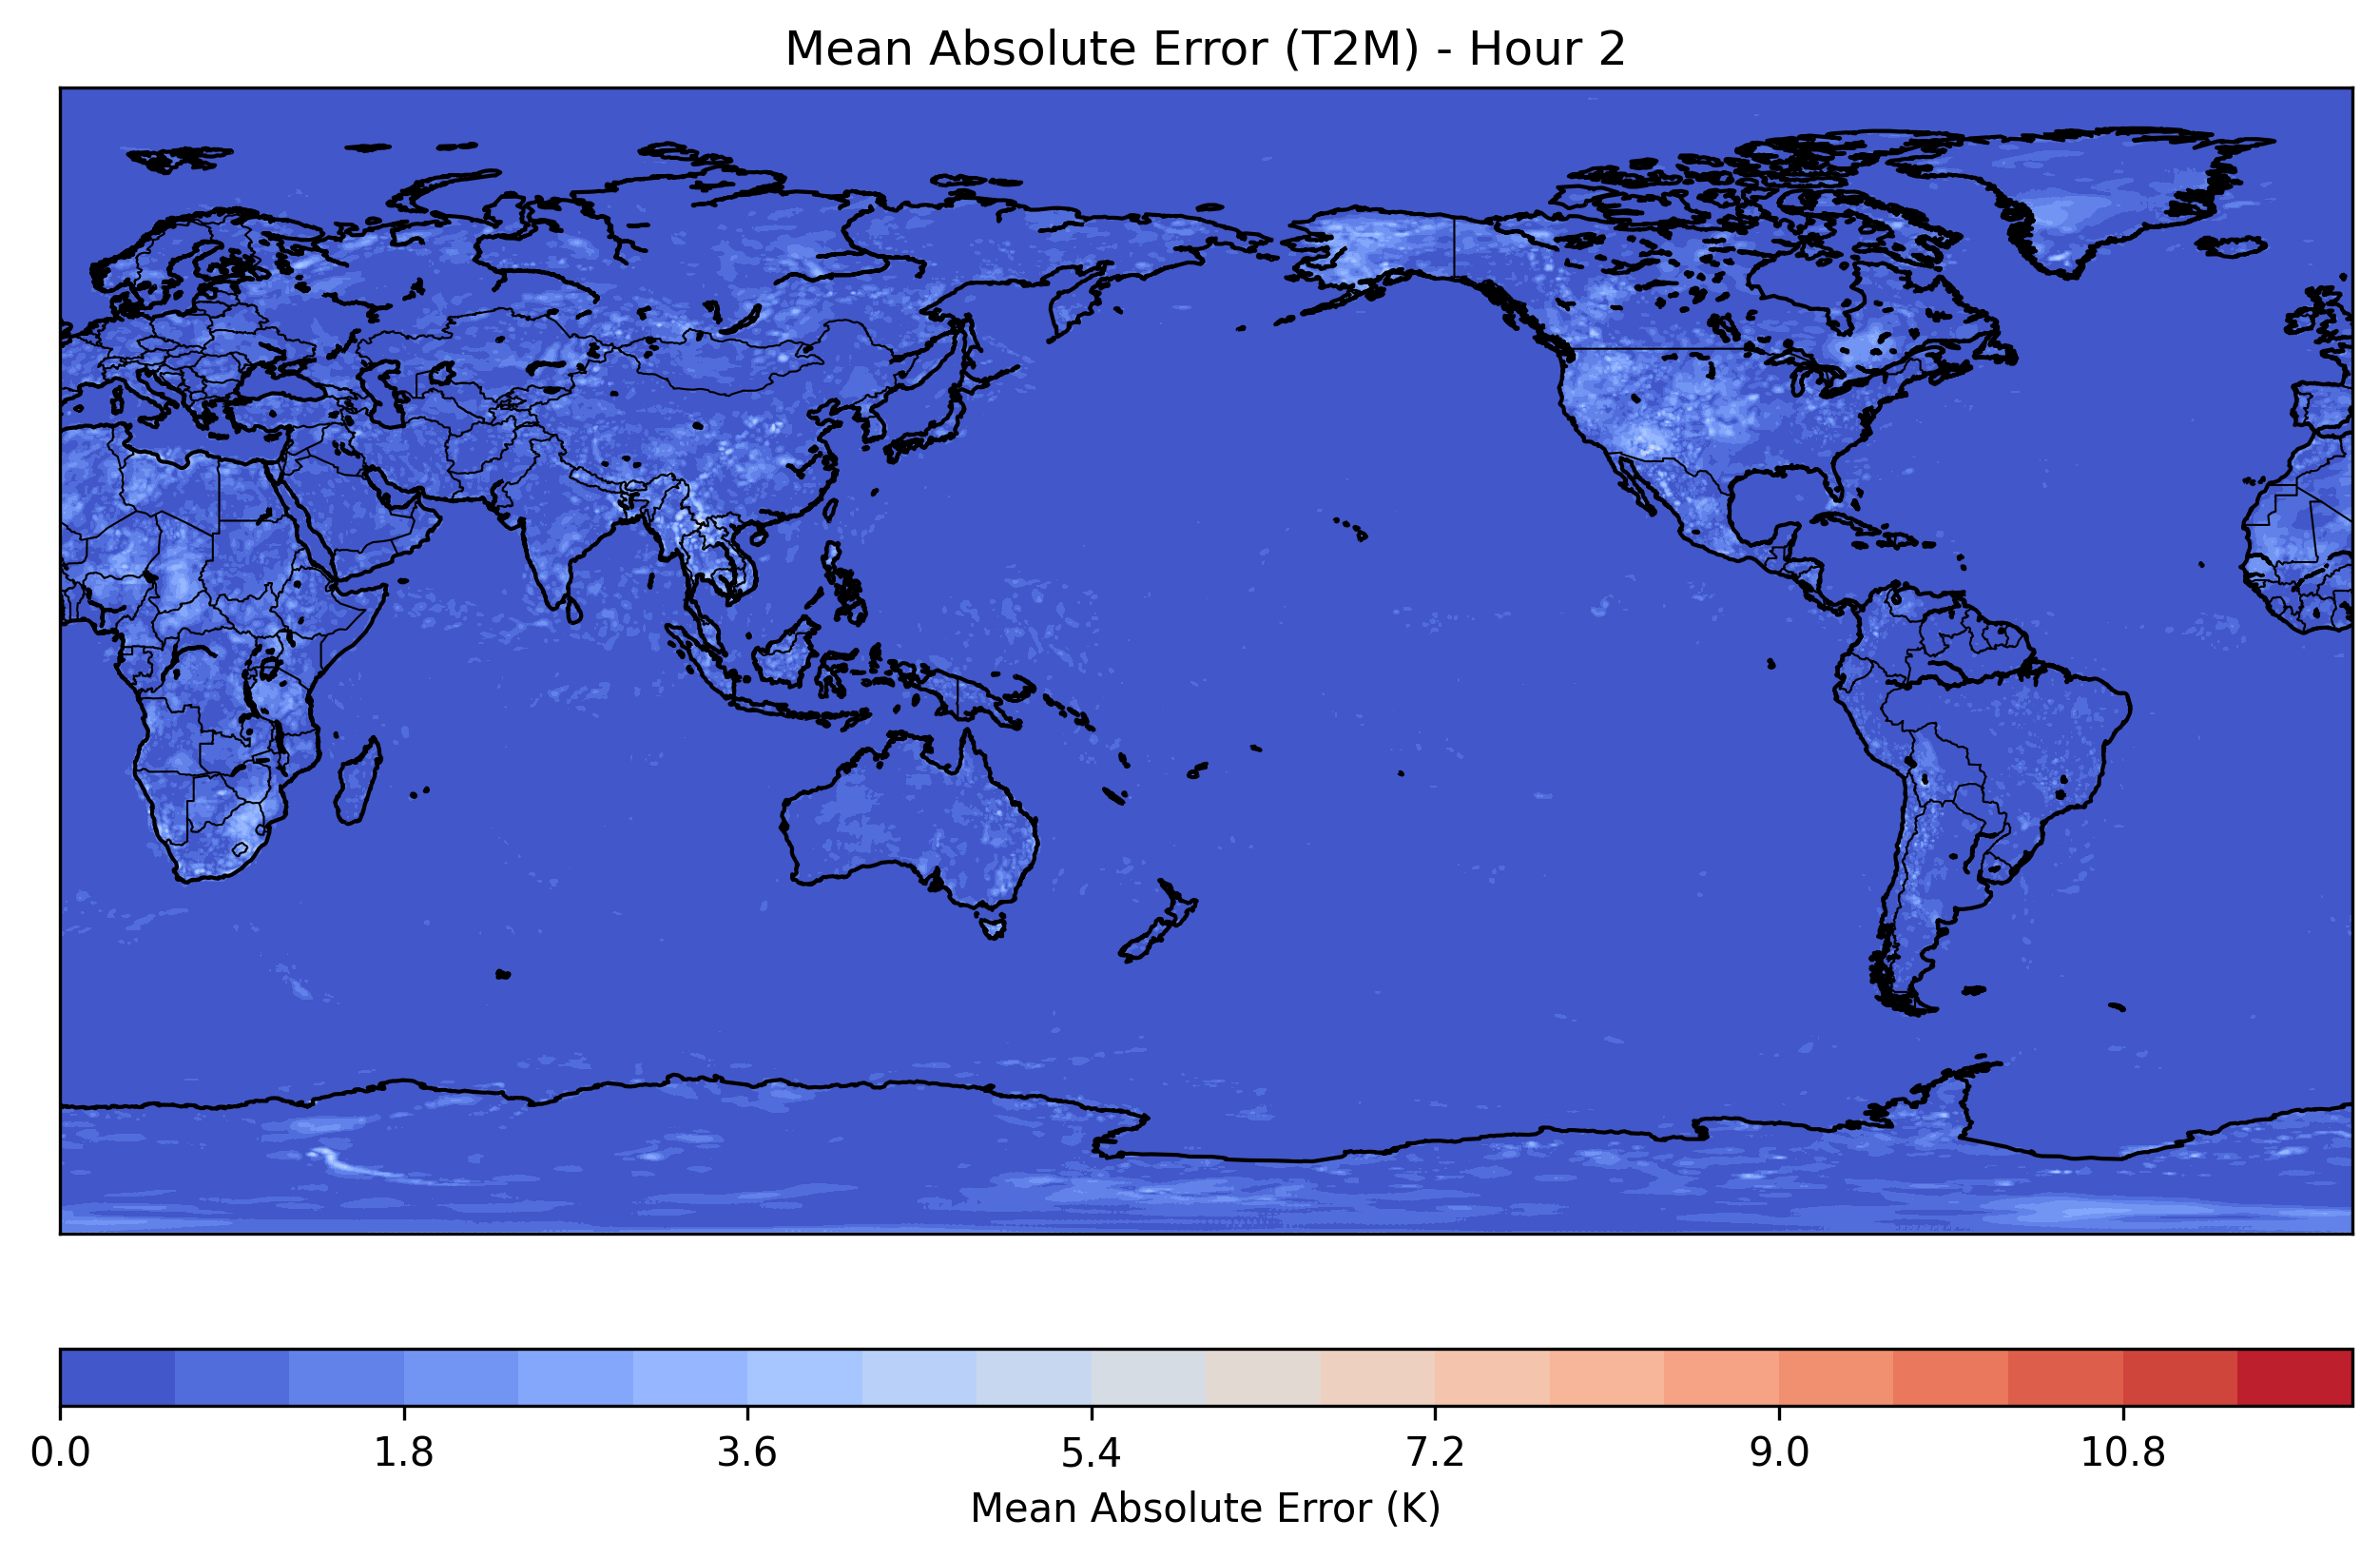 Mean Absolute Error (T2M) - Hour 2
0.0 1.8 3.6 5.4 7.2 9.0 10.8
Mean Absolute Error (K)